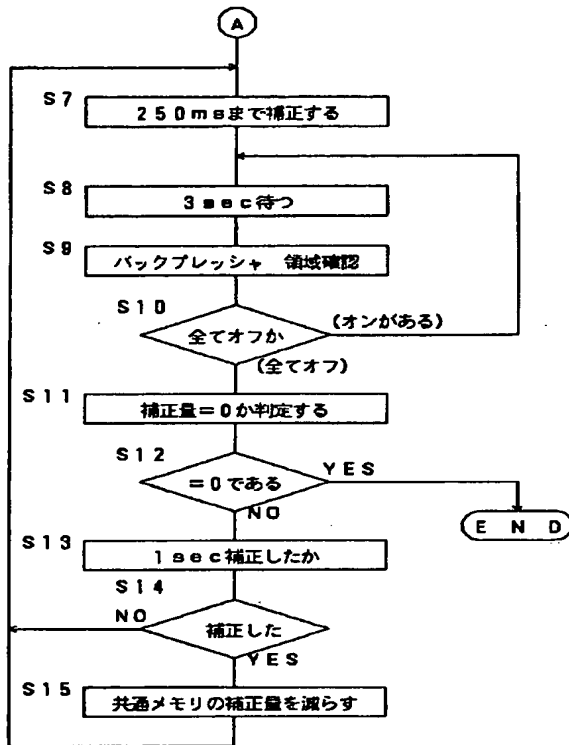 A
S7
250msまで補正する
S8
3sec待つ
S9
バックプレッシャ 領域確認
S10
全てオフか
(オンがある)
(全てオフ)
S11
補正量=0か判定する
S12
=0である
YES
NO
END
S13
1sec補正したか
S14
NO
補正した
YES
S15
共通メモリの補正量を減らす